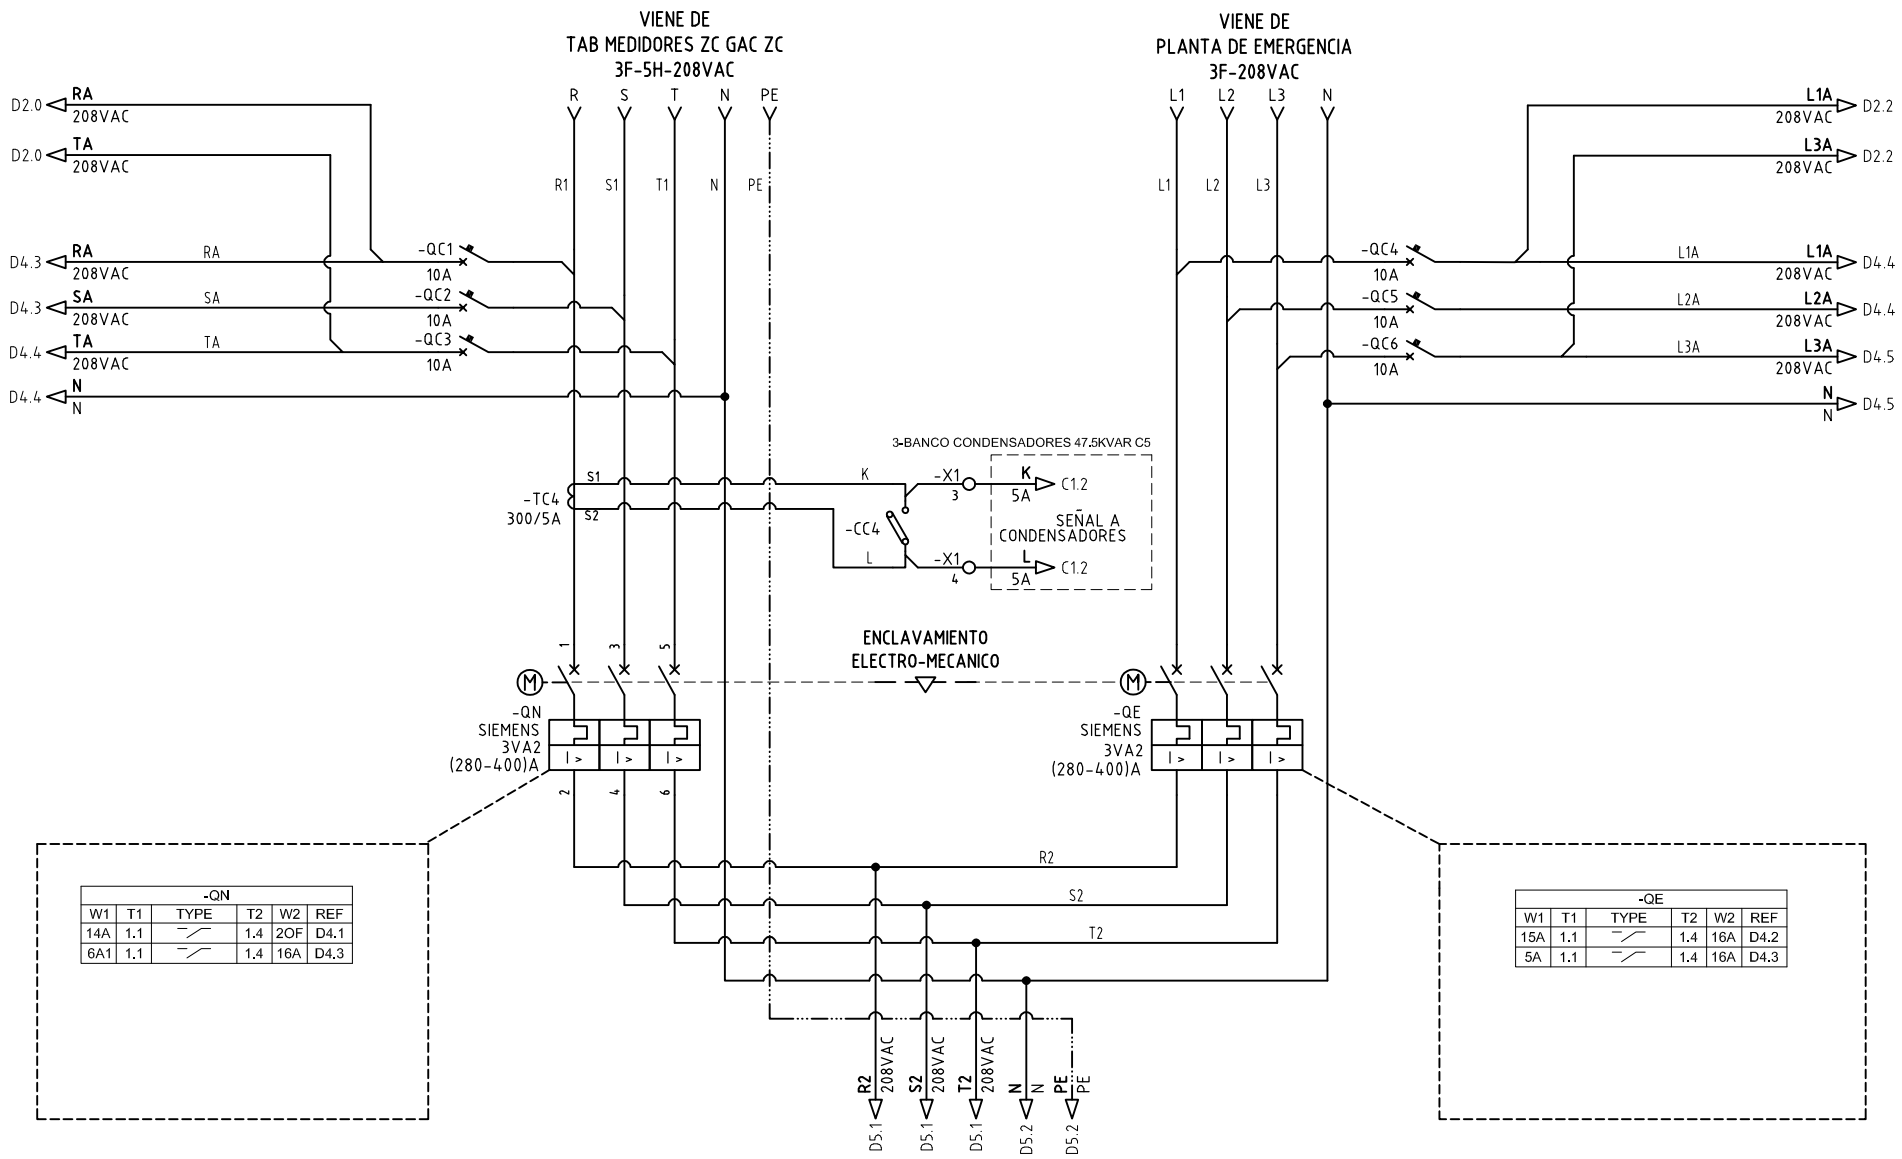 VIENE DE
TAB MEDIDORES ZC GAC ZC
3F-5H-208VAC
R S T N PE
VIENE DE
PLANTA DE EMERGENCIA
3F-208VAC
L1 L2 L3 N
D2.0 RA
208VAC
D2.0 TA
208VAC
L1A D2.2
208VAC
L3A D2.2
208VAC
R1 S1 T1 N PE
L1 L2 L3
D4.3 RA
208VAC
RA
-QC1
10A
D4.3 SA
208VAC
SA
-QC2
10A
D4.4 TA
208VAC
TA
-QC3
10A
D4.4 N
N
-QC4
10A
L1A
L1A D4.4
208VAC
-QC5
10A
L2A
L2A D4.4
208VAC
-QC6
10A
L3A
L3A D4.5
208VAC
N D4.5
N
3-BANCO CONDENSADORES 47.5KVAR C5
-TC4
300/5A
S1
S2
K
L
-CC4
-X1
3
K
5A
C1.2
SEÑAL A
CONDENSADORES
-X1
4
L
5A
C1.2
ENCLAVAMIENTO
ELECTRO-MECANICO
1 3 5
M
-QN
SIEMENS
3VA2
(280-400)A
I > I > I >
2 4 6
M
-QE
SIEMENS
3VA2
(280-400)A
I > I > I >
R2
S2
T2
-QN
W1 T1 TYPE T2 W2 REF
14A 1.1 1.4 2OF D4.1
6A1 1.1 1.4 16A D4.3
-QE
W1 T1 TYPE T2 W2 REF
15A 1.1 1.4 16A D4.2
5A 1.1 1.4 16A D4.3
R2
208VAC
D5.1
S2
208VAC
D5.1
T2
208VAC
D5.1
N
N
D5.2
PE
PE
D5.2